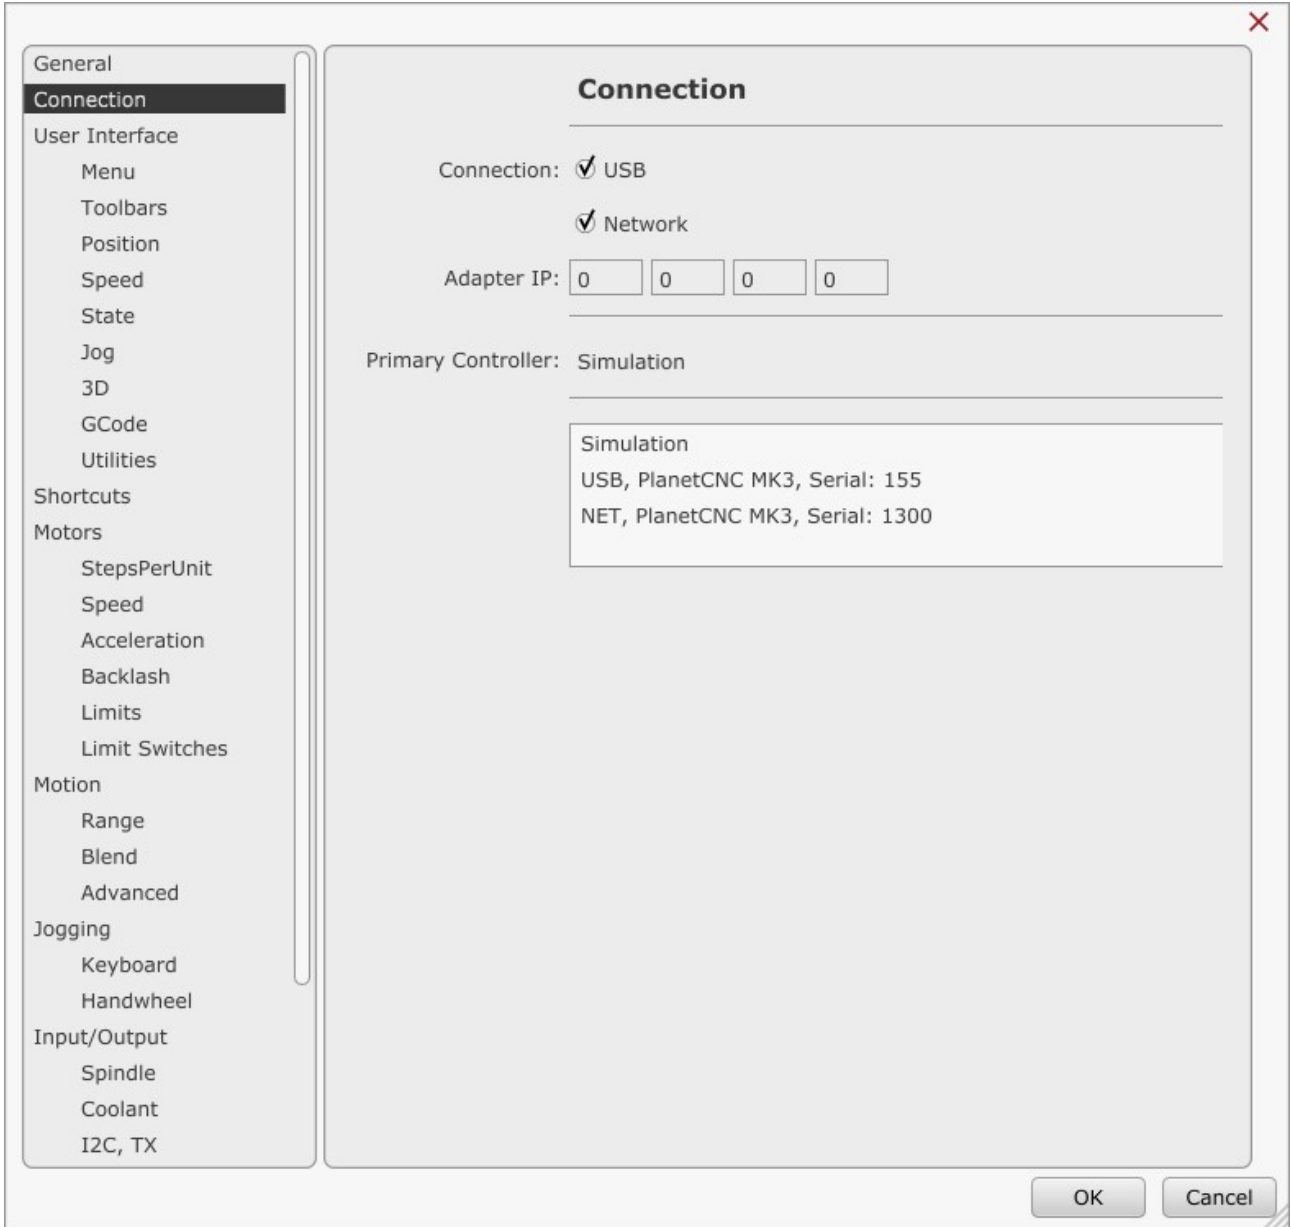 General
Connection
User Interface
Menu
Toolbars
Position
Speed
State
Jog
3D
GCode
Utilities
Shortcuts
Motors
StepsPerUnit
Speed
Acceleration
Backlash
Limits
Limit Switches
Motion
Range
Blend
Advanced
Jogging
Keyboard
Handwheel
Input/Output
Spindle
Coolant
I2C, TX
Connection
Connection: USB
Network
Adapter IP: 0 0 0 0
Primary Controller: Simulation
Simulation
USB, PlanetCNC MK3, Serial: 155
NET, PlanetCNC MK3, Serial: 1300
OK Cancel